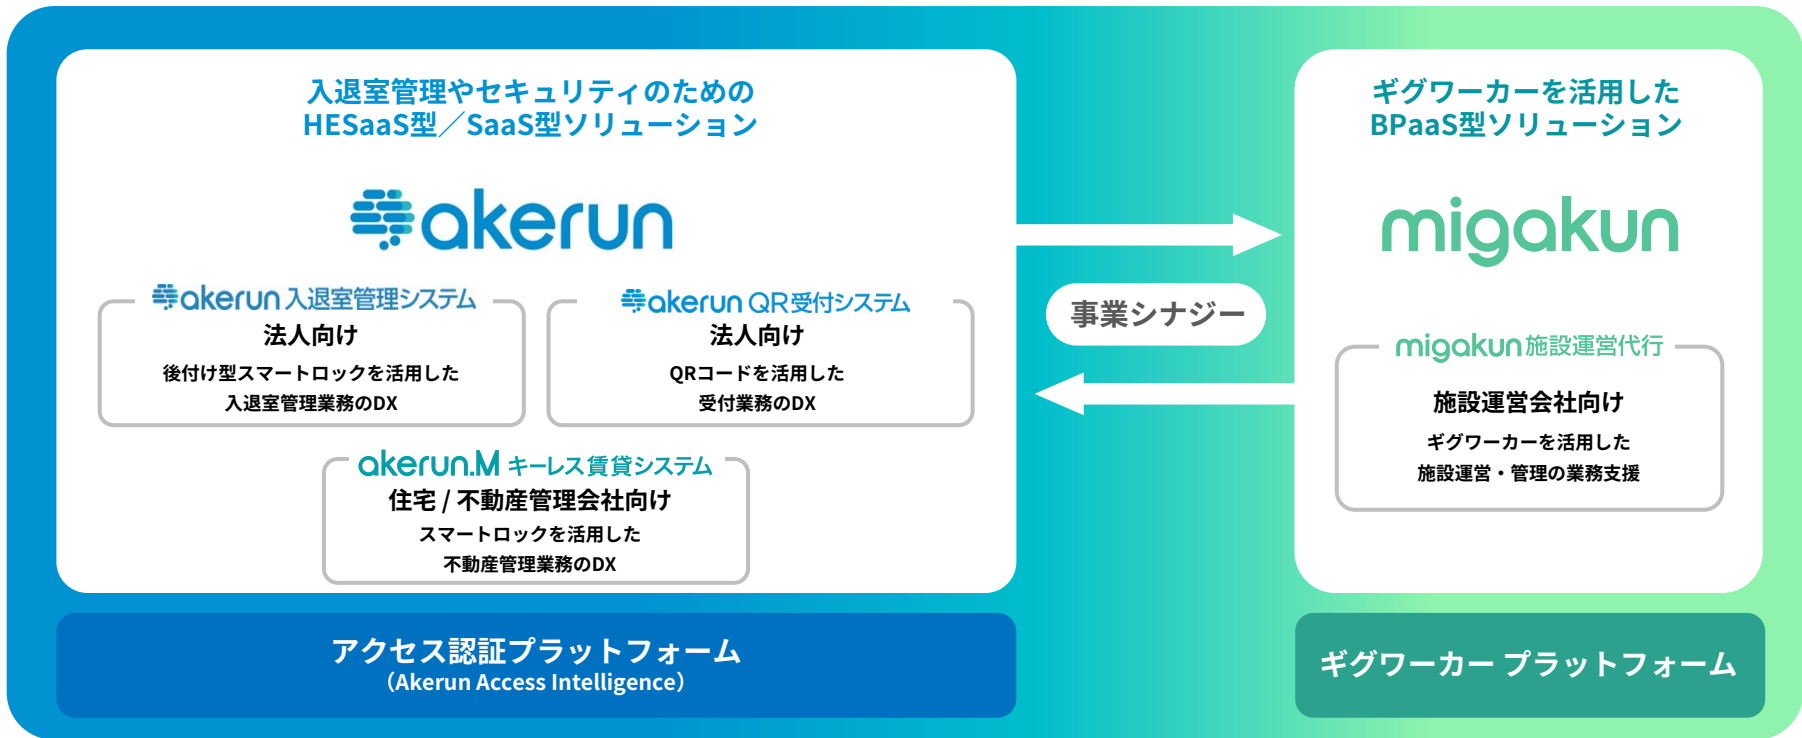 入退室管理やセキュリティのための
HESaaS型／SaaS型ソリューション
akerun
akerun 入退室管理システム
法人向け
後付け型スマートロックを活用した
入退室管理業務のDX
akerun QR受付システム
法人向け
QRコードを活用した
受付業務のDX
akerun.M キーレス賃貸システム
住宅 / 不動産管理会社向け
スマートロックを活用した
不動産管理業務のDX
アクセス認証プラットフォーム
（Akerun Access Intelligence）
事業シナジー
ギグワーカーを活用した
BPaaS型ソリューション
migakun
migakun 施設運営代行
施設運営会社向け
ギグワーカーを活用した
施設運営・管理の業務支援
ギグワーカー プラットフォーム